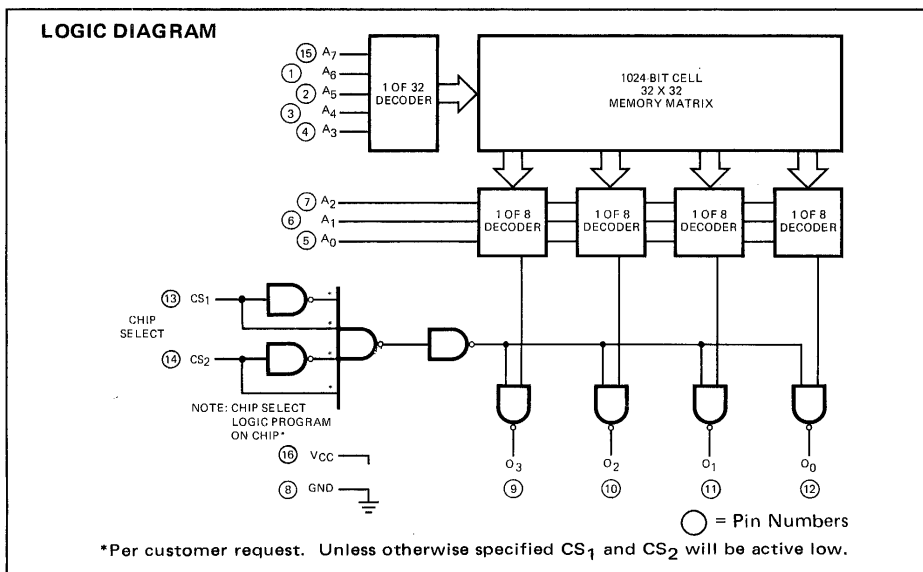 LOGIC DIAGRAM
15 A7
1 A6
2 A5
3 A4
4 A3
1 OF 32
DECODER
1024-BIT CELL
32 X 32
MEMORY MATRIX
7 A2
6 A1
5 A0
1 OF 8
DECODER
1 OF 8
DECODER
1 OF 8
DECODER
1 OF 8
DECODER
13 CS1
CHIP
SELECT
14 CS2
*
*
*
*
NOTE: CHIP SELECT
LOGIC PROGRAM
ON CHIP*
16 VCC
8 GND
O3
9
O2
10
O1
11
O0
12
= Pin Numbers
*Per customer request. Unless otherwise specified CS1 and CS2 will be active low.